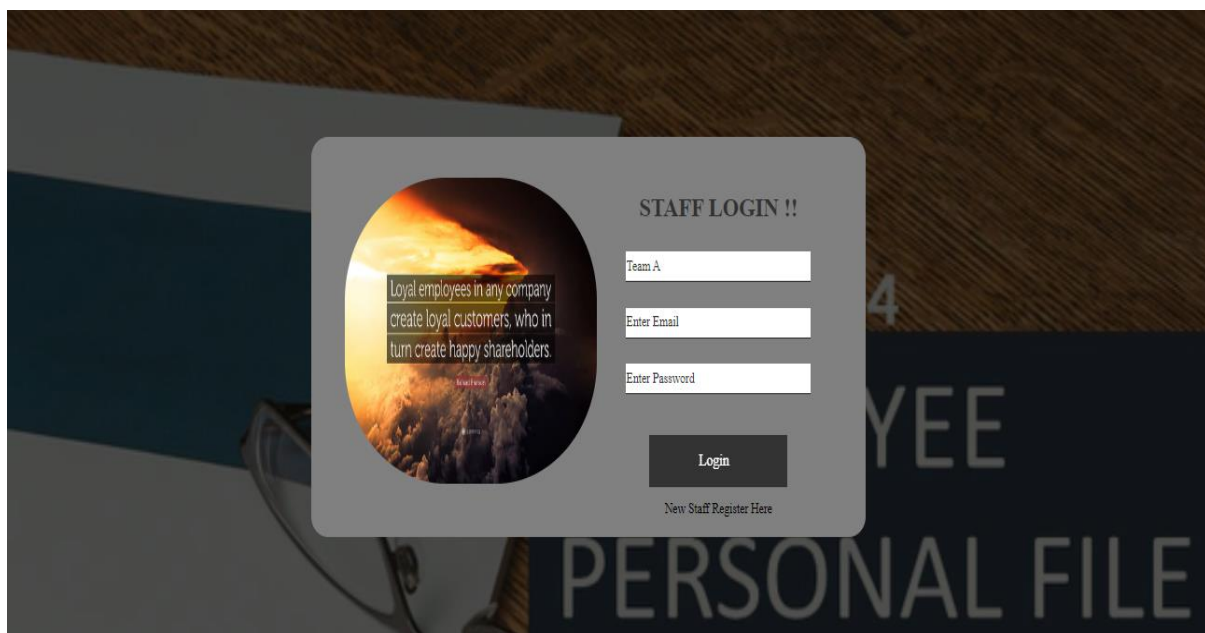 Loyal employees in any company
create loyal customers, who in
turn create happy shareholders.
STAFF LOGIN !!
Team A
Enter Email
Enter Password
Login
New Staff Register Here
4
YEE
PERSONAL FILE